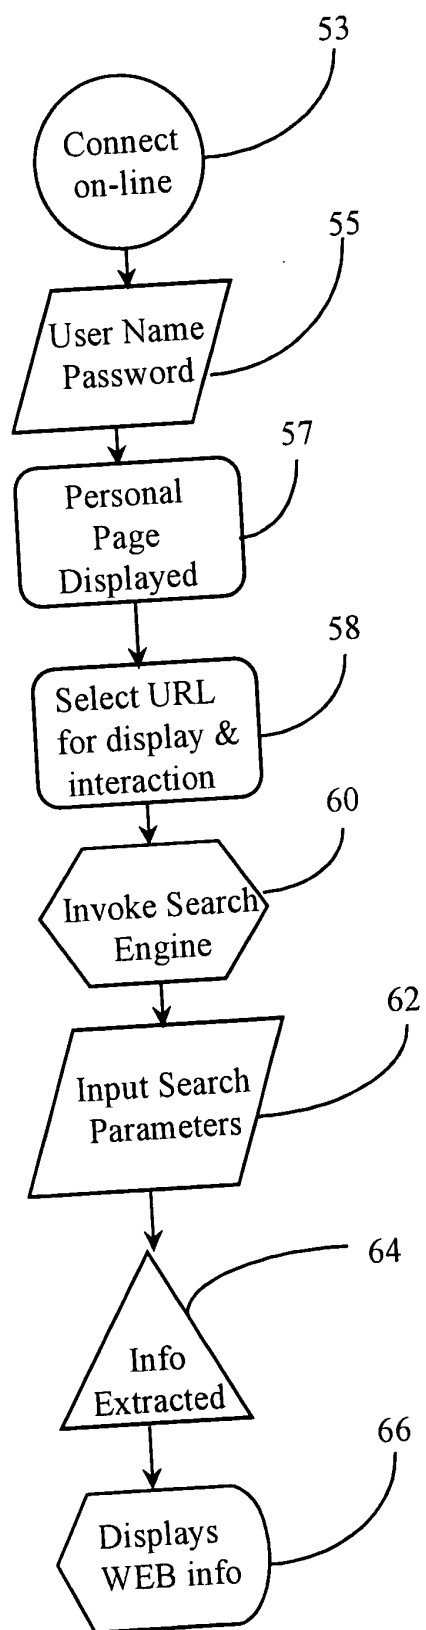 53
Connect
on-line
55
User Name
Password
57
Personal
Page
Displayed
58
Select URL
for display &
interaction
60
Invoke Search
Engine
62
Input Search
Parameters
64
Info
Extracted
66
Displays
WEB info